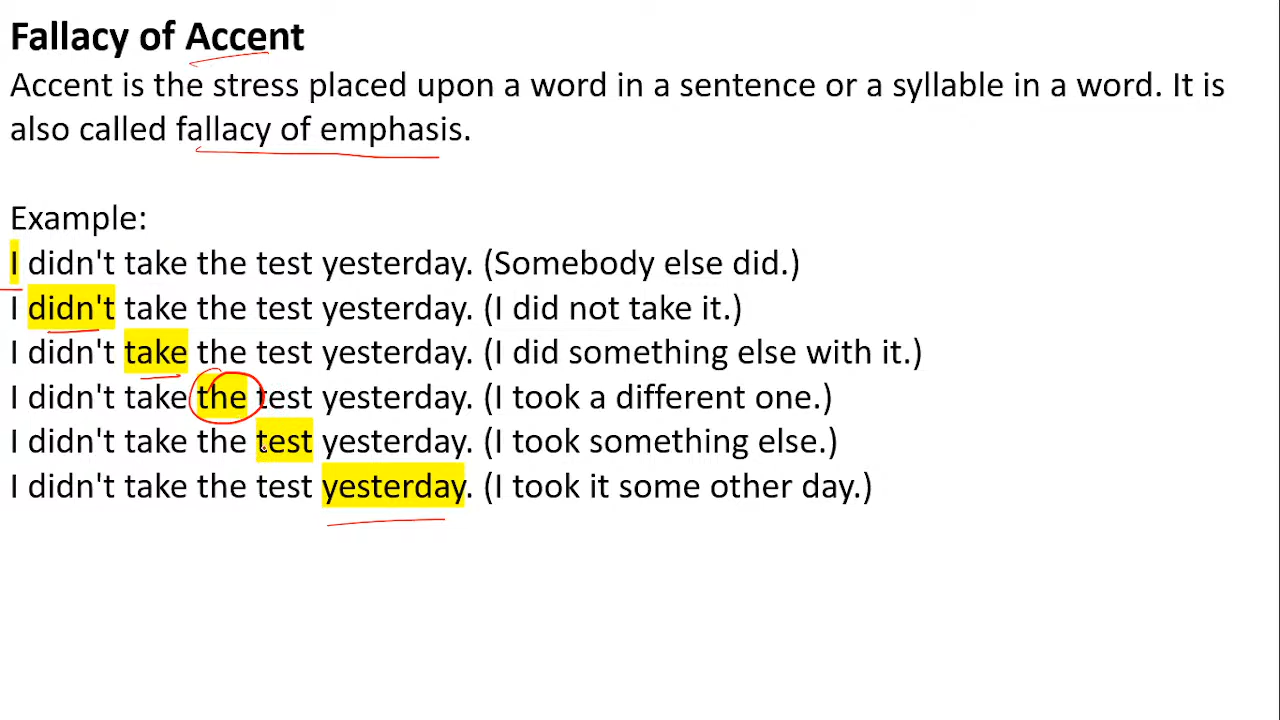 Fallacy of Accent
Accent is the stress placed upon a word in a sentence or a syllable in a word. It is
also called fallacy of emphasis.
Example:
I didn't take the test yesterday. (Somebody else did.)
I didn't take the test yesterday. (I did not take it.)
I didn't take the test yesterday. (I did something else with it.)
I didn't take the test yesterday. (I took a different one.)
I didn't take the test yesterday. (I took something else.)
I didn't take the test yesterday. (I took it some other day.)